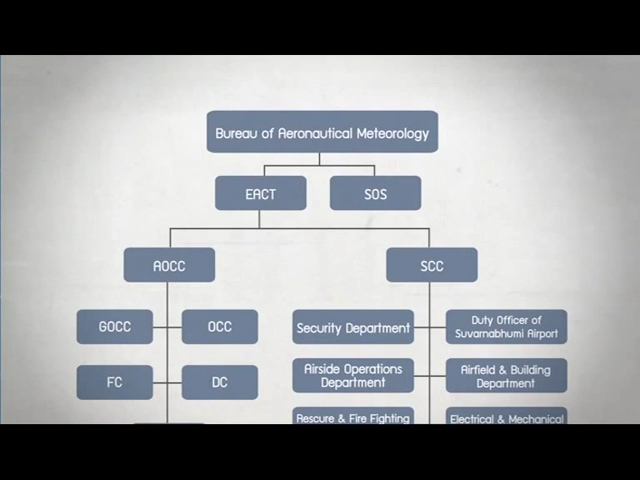 Bureau of Aeronautical Meteorology
EACT
SOS
AOCC
SCC
GOCC
OCC
Security Department
Duty Officer of
Suvarnabhumi Airport
FC
DC
Airside Operations
Department
Airfield & Building
Department
Rescure & Fire Fighting
Electrical & Mechanical